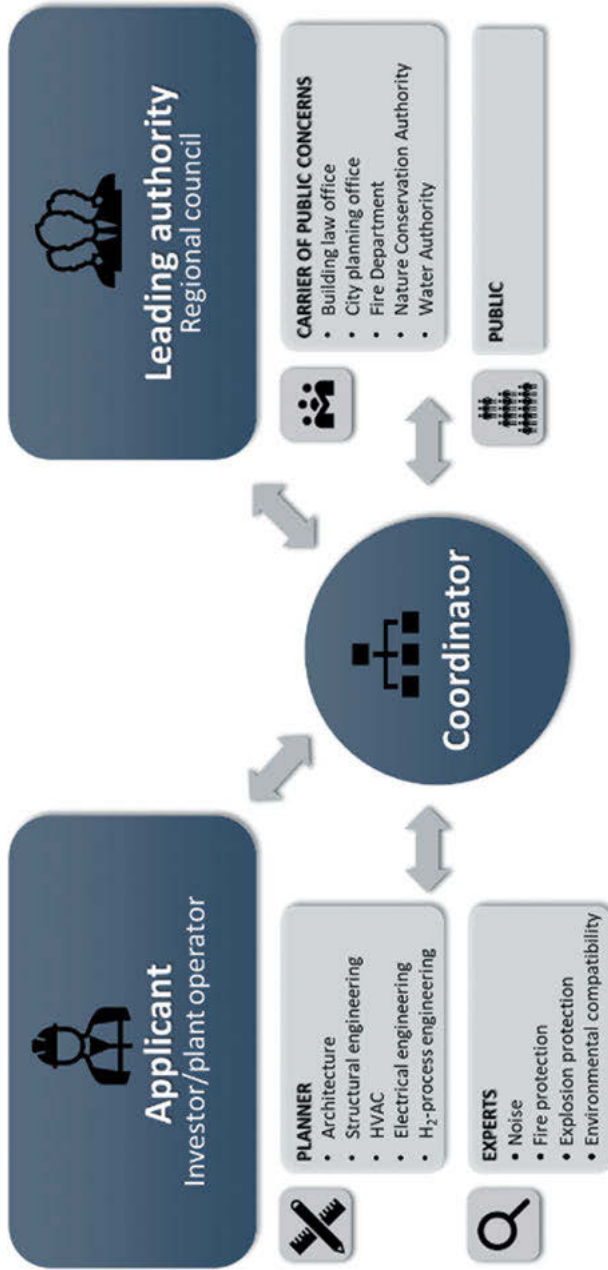 Applicant
Investor/plant operator
PLANNER
• Architecture
• Structural engineering
• HVAC
• Electrical engineering
• H₂-process engineering
EXPERTS
• Noise
• Fire protection
• Explosion protection
• Environmental compatibility
Coordinator
Leading authority
Regional council
CARRIER OF PUBLIC CONCERNS
• Building law office
• City planning office
• Fire Department
• Nature Conservation Authority
• Water Authority
PUBLIC